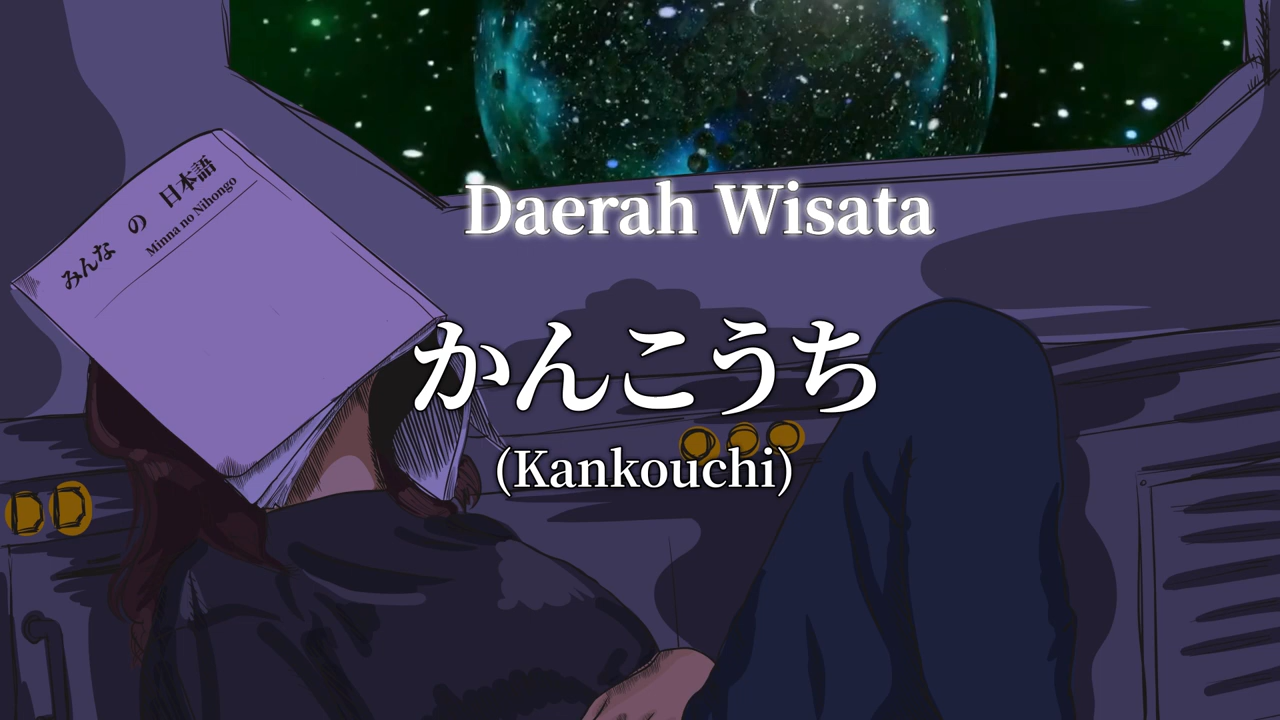 みんな の 日本語
Minna no Nihongo
Daerah Wisata
かんこうち
(Kankouchi)